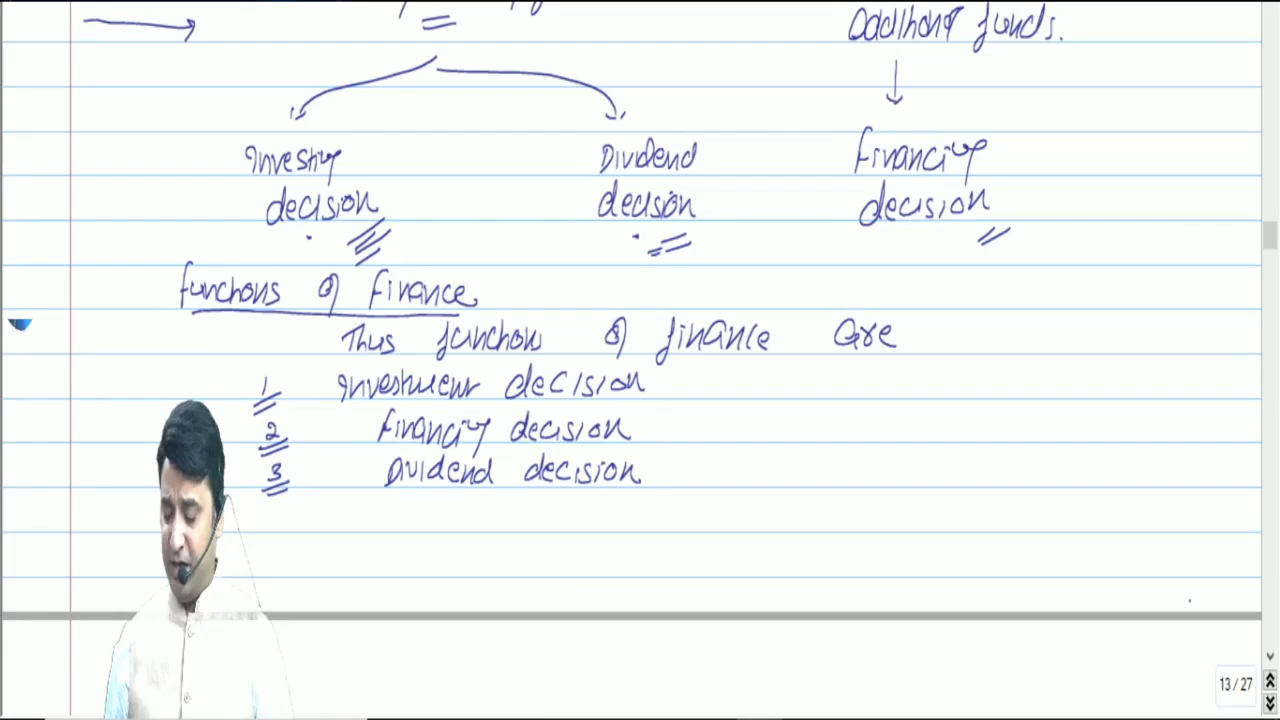 additional funds.
Investing Dividend Financing
decision decision decision
Functions of Finance
Thus function of finance are
1 Investment decision
2 Financing decision
3 Dividend decision
13 / 27